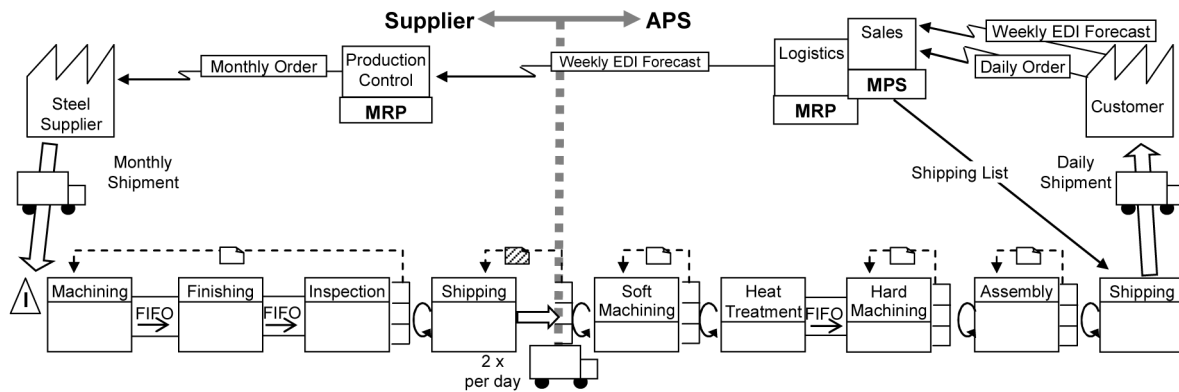 Supplier
APS
Weekly EDI Forecast
Sales
Daily Order
Logistics
MPS
MRP
Customer
Production
Control
MRP
Weekly EDI Forecast
Monthly Order
Steel
Supplier
Monthly
Shipment
Shipping List
Daily
Shipment
I
Machining
FIFO
Finishing
FIFO
Inspection
Shipping
2 x
per day
Soft
Machining
Heat
Treatment
FIFO
Hard
Machining
Assembly
Shipping